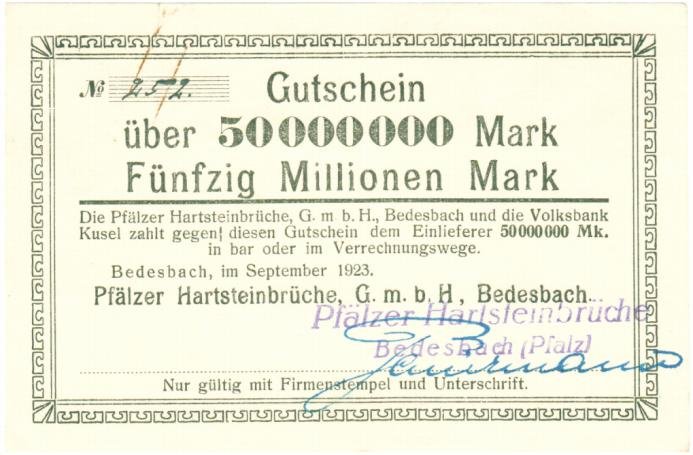 № 252.
Gutschein
über 50000000 Mark
Fünfzig Millionen Mark
Die Pfälzer Hartsteinbrüche, G. m b. H., Bedesbach und die Volksbank
Kusel zahlt gegen diesen Gutschein dem Einlieferer 50000000 Mk.
in bar oder im Verrechnungswege.
Bedesbach, im September 1923.
Pfälzer Hartsteinbrüche, G. m. b. H, Bedesbach.
Pfälzer Hartsteinbrüche
Bedesbach (Pfalz)
Nur gültig mit Firmenstempel und Unterschrift.